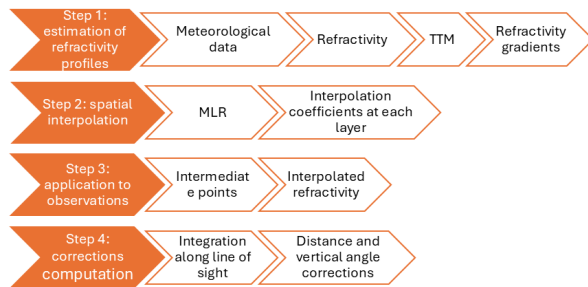 Step 1:
estimation of
refractivity
profiles
Meteorological
data
Refractivity
TTM
Refractivity
gradients
Step 2: spatial
interpolation
MLR
Interpolation
coefficients at each
layer
Step 3:
application to
observations
Intermediat
e points
Interpolated
refractivity
Step 4:
corrections
computation
Integration
along line of
sight
Distance and
vertical angle
corrections